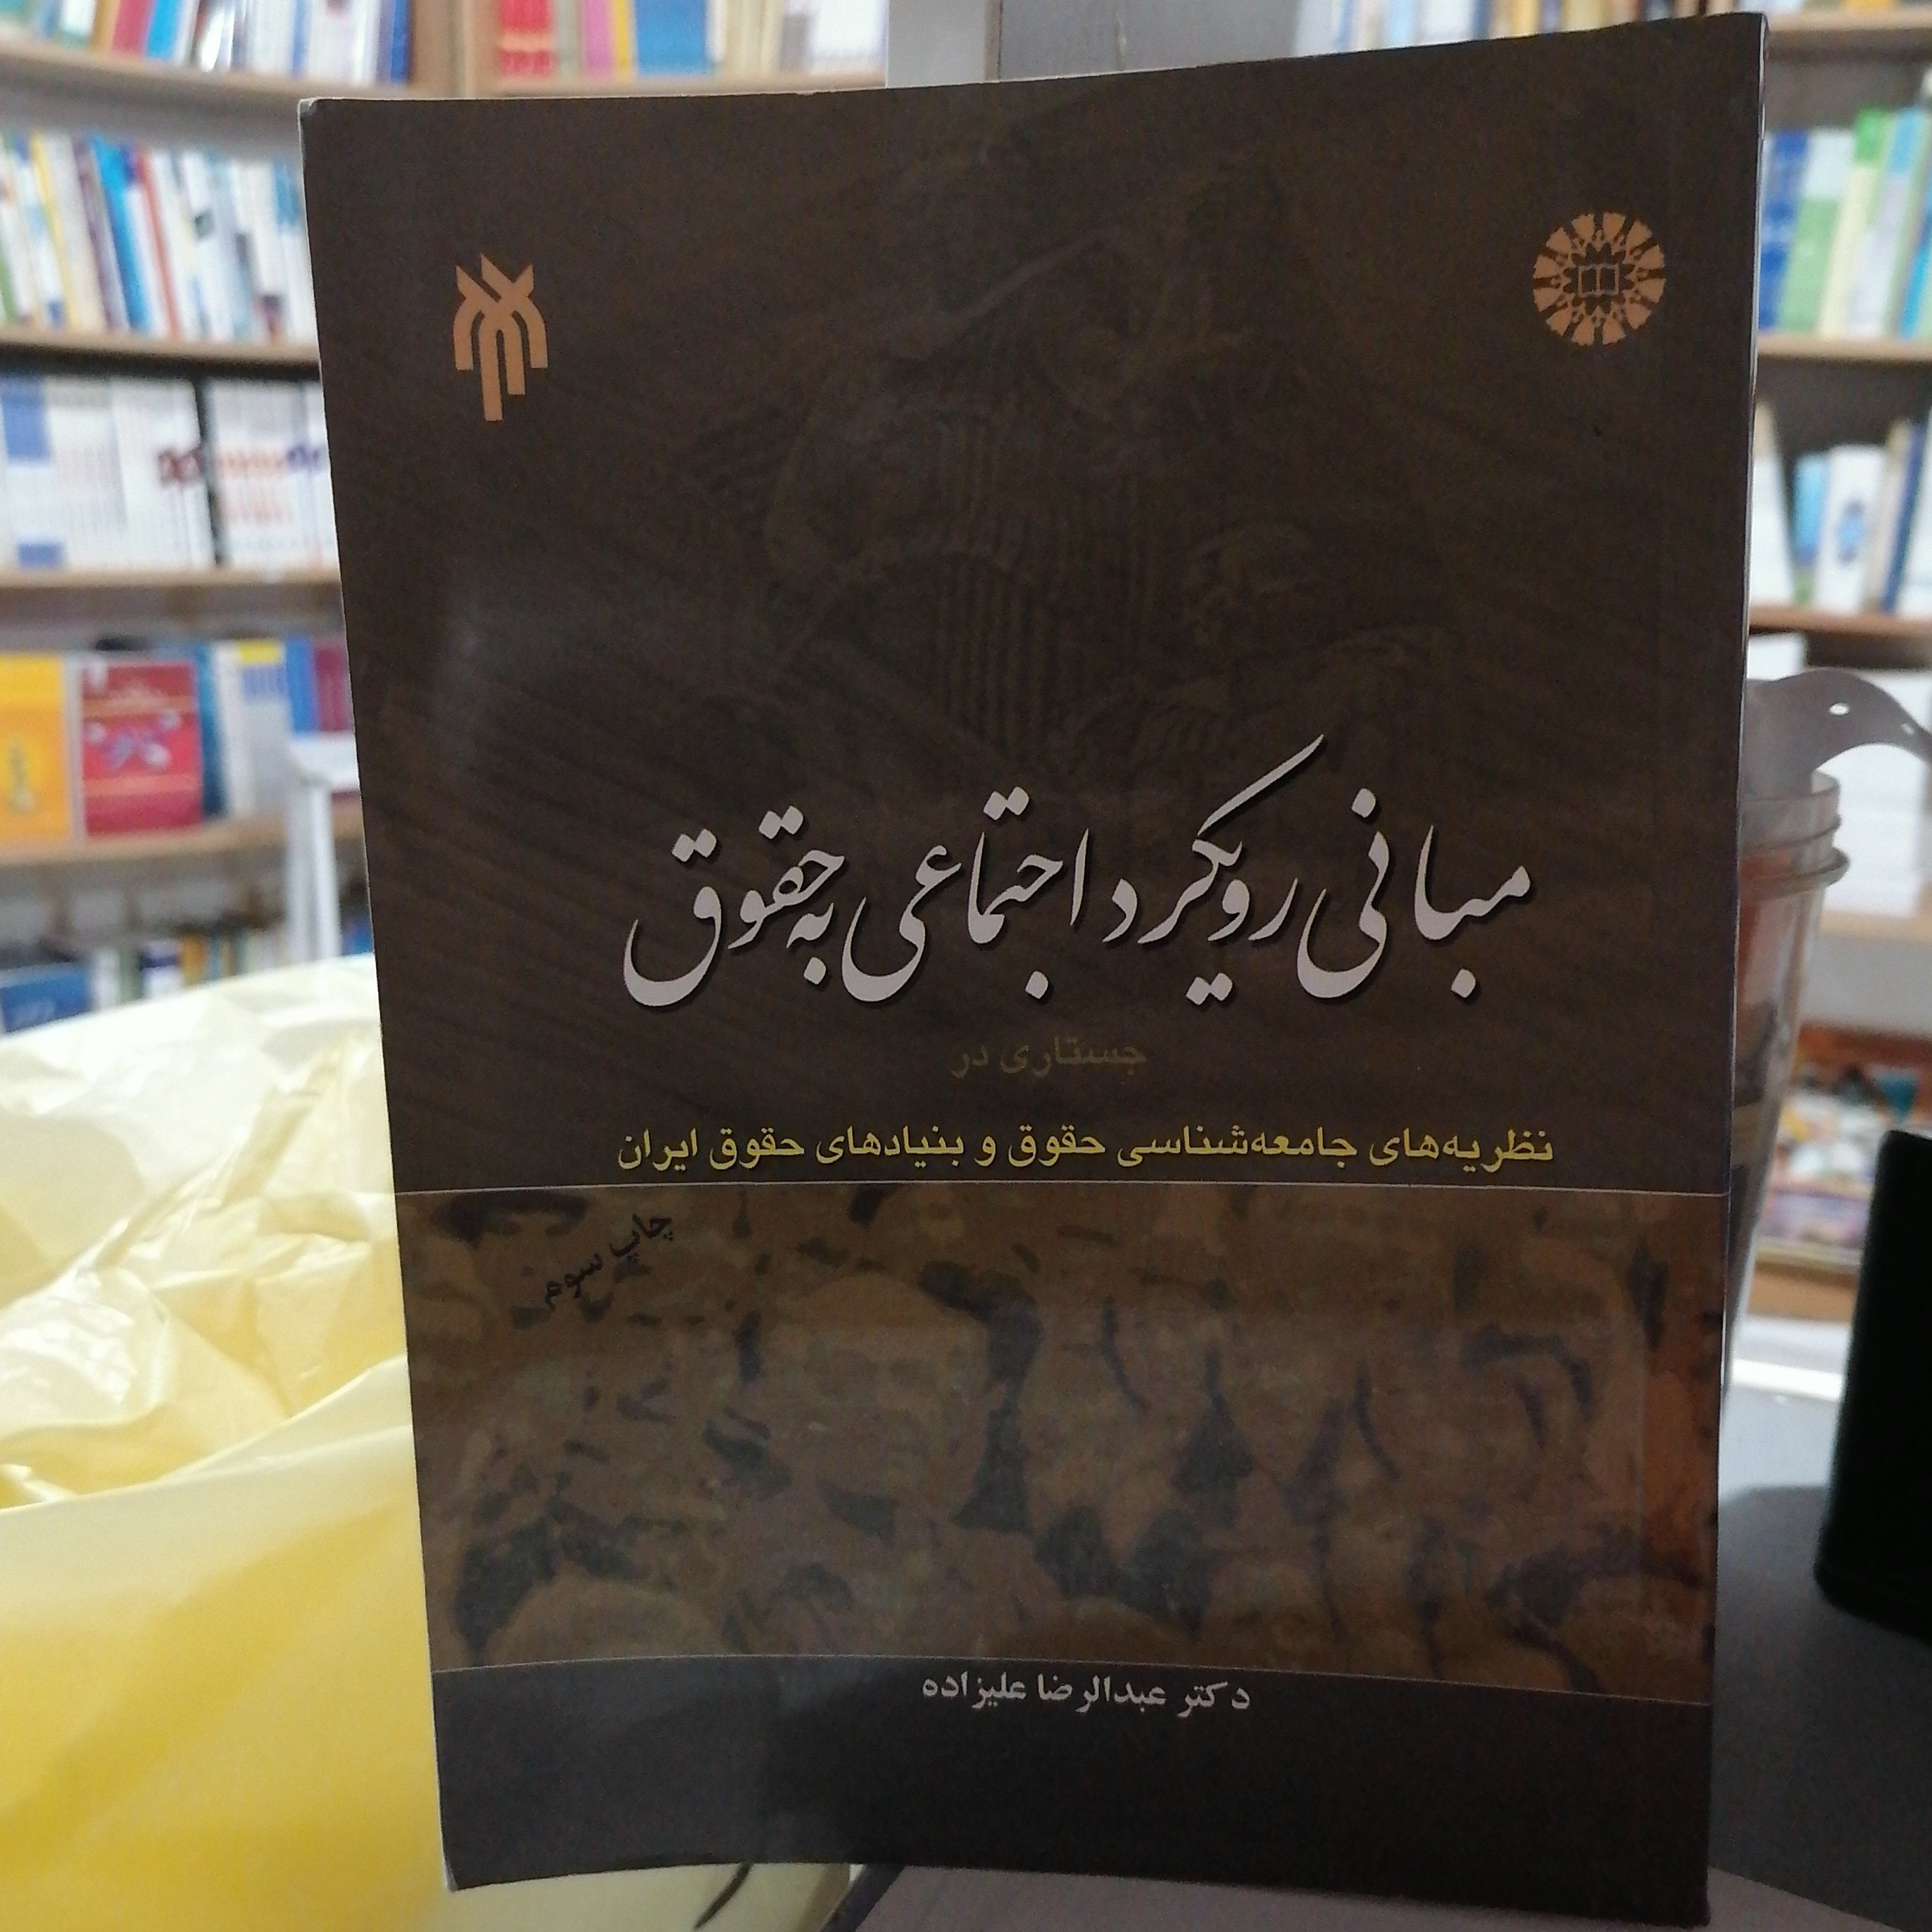 مبانی رویکرد اجتماعی به حقوق
جستاری در
نظریه‌های جامعه‌شناسی حقوق و بنیادهای حقوق ایران
چاپ سوم
دکتر عبدالرضا علیزاده